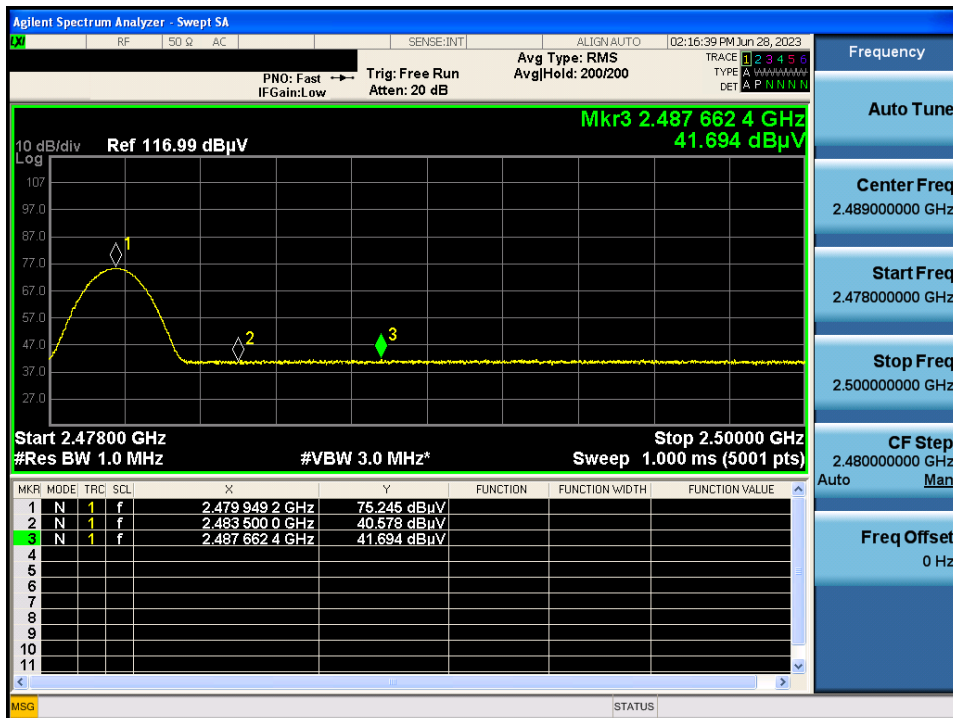 Agilent Spectrum Analyzer - Swept SA
LXI RF 50 Ω AC SENSE:INT ALIGN AUTO 02:16:39 PM Jun 28, 2023
PNO: Fast
IFGain:Low
Trig: Free Run
Atten: 20 dB
Avg Type: RMS
Avg|Hold: 200/200
TRACE 1 2 3 4 5 6
TYPE A WWWWW
DET A P N N N N
Mkr3 2.487 662 4 GHz
41.694 dBµV
10 dB/div Ref 116.99 dBµV
Log
107
97.0
87.0
77.0
67.0
57.0
47.0
37.0
27.0
1
2
3
Start 2.47800 GHz Stop 2.50000 GHz
#Res BW 1.0 MHz #VBW 3.0 MHz* Sweep 1.000 ms (5001 pts)
MKR MODE TRC SCL X Y FUNCTION FUNCTION WIDTH FUNCTION VALUE
1 N 1 f 2.479 949 2 GHz 75.245 dBµV
2 N 1 f 2.483 500 0 GHz 40.578 dBµV
3 N 1 f 2.487 662 4 GHz 41.694 dBµV
4
5
6
7
8
9
10
11
MSG STATUS
Frequency
Auto Tune
Center Freq
2.489000000 GHz
Start Freq
2.478000000 GHz
Stop Freq
2.500000000 GHz
CF Step
2.480000000 GHz
Auto Man
Freq Offset
0 Hz